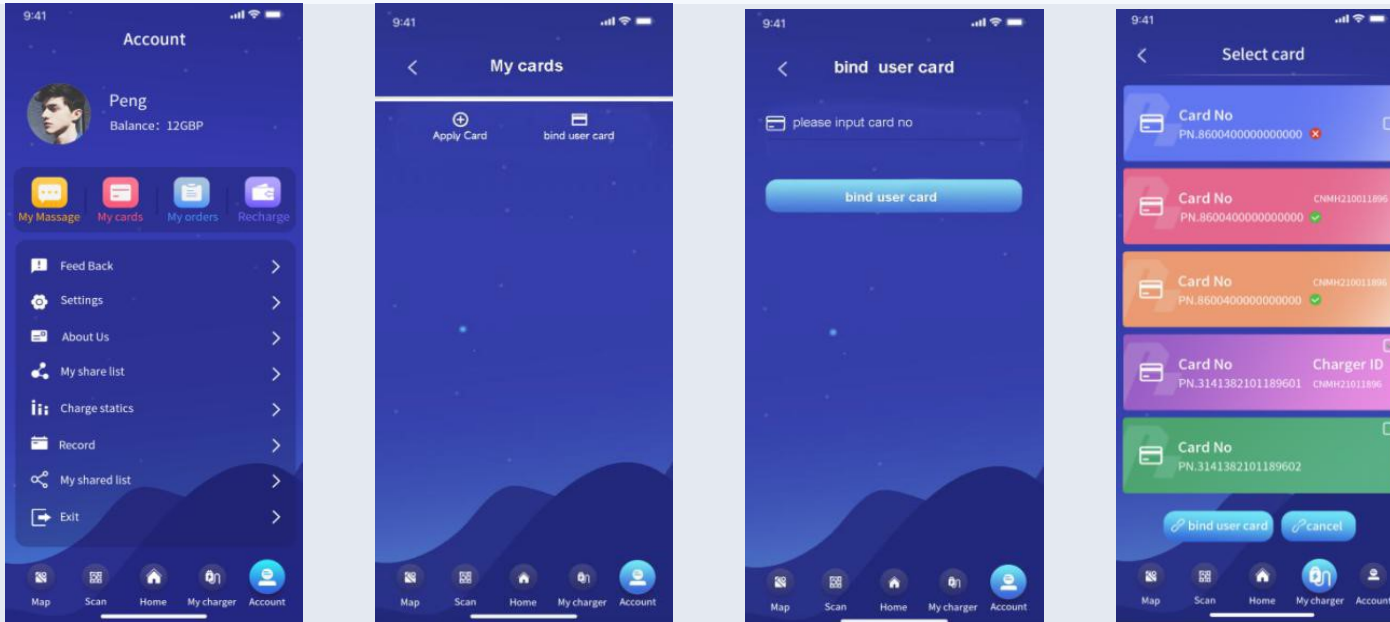 9:41
Account
Peng
Balance: 12GBP
My Massage
My cards
My orders
Recharge
Feed Back
Settings
About Us
My share list
Charge statics
Record
My shared list
Exit
Map
Scan
Home
My charger
Account
9:41
My cards
Apply Card
bind user card
Map
Scan
Home
My charger
Account
9:41
bind user card
please input card no
bind user card
Map
Scan
Home
My charger
Account
9:41
Select card
Card No
PN.8600400000000000
Card No CNMH210011896
PN.8600400000000000
Card No CNMH210011896
PN.8600400000000000
Card No Charger ID
PN.3141382101189601 CNMH21011896
Card No
PN.3141382101189602
bind user card
cancel
Map
Scan
Home
My charger
Account